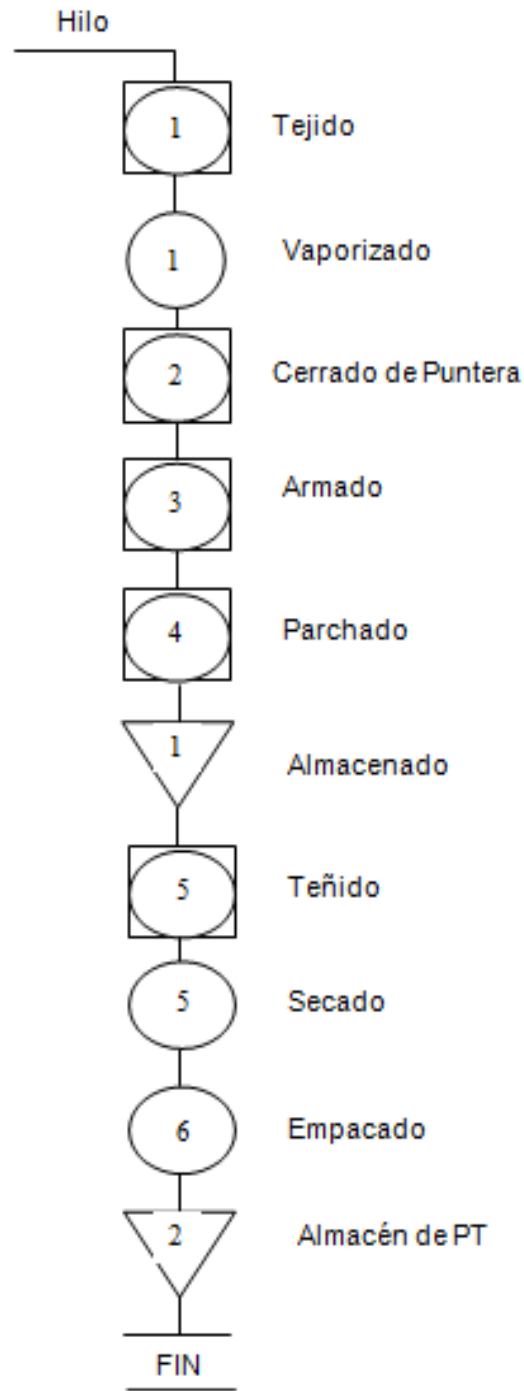 Hilo
1 Tejido
1 Vaporizado
2 Cerrado de Puntera
3 Armado
4 Parchado
1 Almacenado
5 Teñido
5 Secado
6 Empacado
2 Almacén de PT
FIN